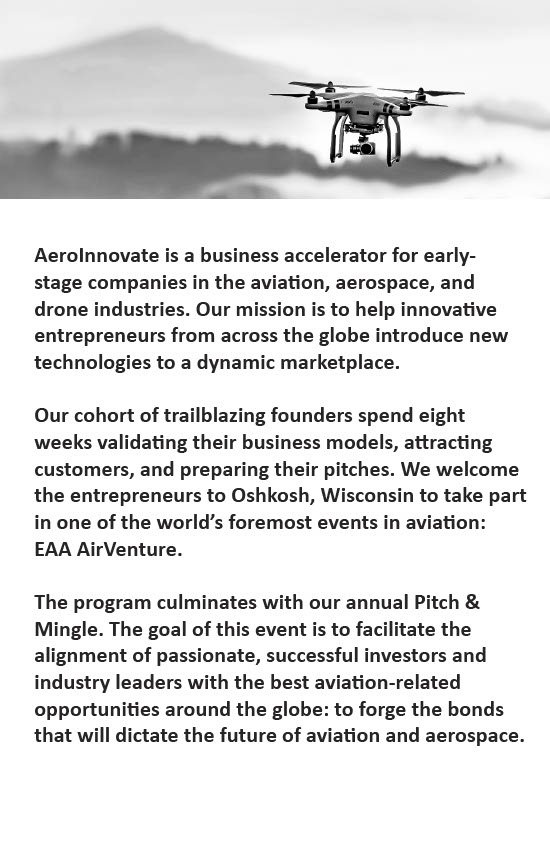 AeroInnovate is a business accelerator for early-
stage companies in the aviation, aerospace, and
drone industries. Our mission is to help innovative
entrepreneurs from across the globe introduce new
technologies to a dynamic marketplace.
Our cohort of trailblazing founders spend eight
weeks validating their business models, attracting
customers, and preparing their pitches. We welcome
the entrepreneurs to Oshkosh, Wisconsin to take part
in one of the world’s foremost events in aviation:
EAA AirVenture.
The program culminates with our annual Pitch &
Mingle. The goal of this event is to facilitate the
alignment of passionate, successful investors and
industry leaders with the best aviation-related
opportunities around the globe: to forge the bonds
that will dictate the future of aviation and aerospace.